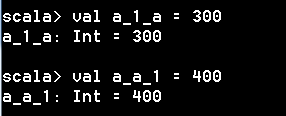 scala> val a_1_a = 300
a_1_a: Int = 300
scala> val a_a_1 = 400
a_a_1: Int = 400